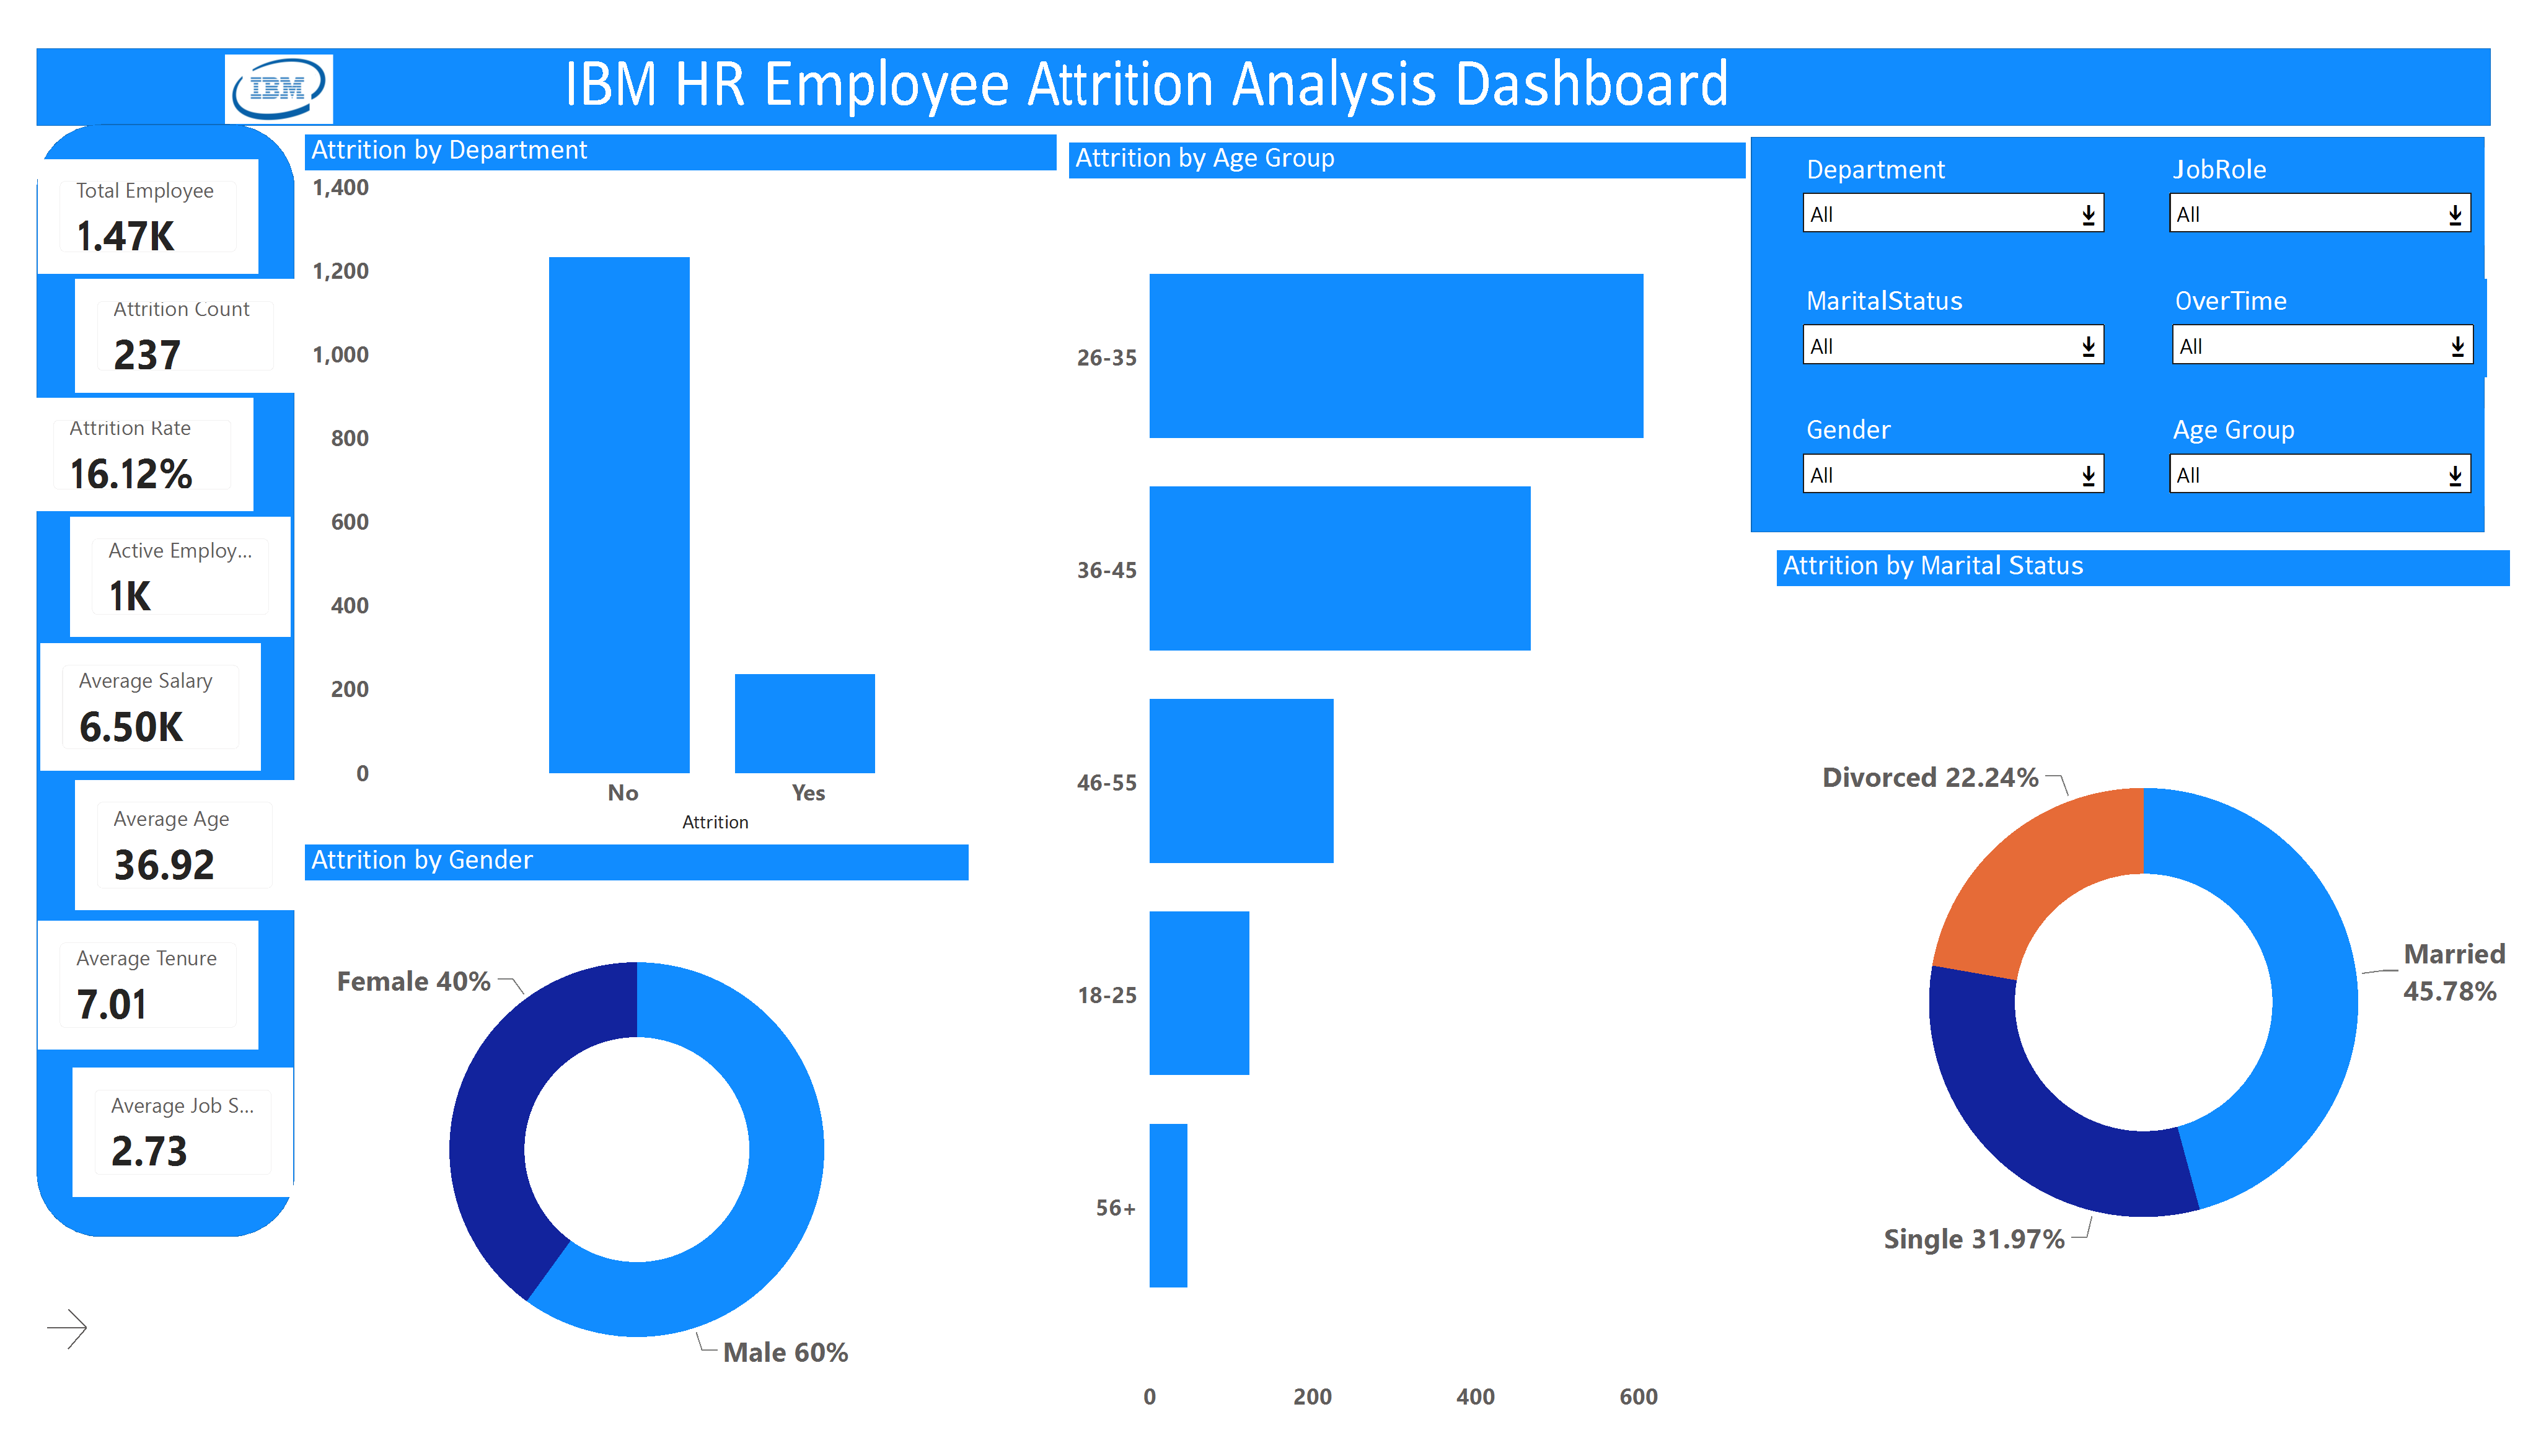 IBM
IBM HR Employee Attrition Analysis Dashboard
Total Employee
1.47K
Attrition Count
237
Attrition Rate
16.12%
Active Employ...
1K
Average Salary
6.50K
Average Age
36.92
Average Tenure
7.01
Average Job S...
2.73
Attrition by Department
1,400
1,200
1,000
800
600
400
200
0
No
Yes
Attrition
Attrition by Gender
Female 40%
Male 60%
Attrition by Age Group
26-35
36-45
46-55
18-25
56+
0
200
400
600
Department
All
JobRole
All
MaritalStatus
All
OverTime
All
Gender
All
Age Group
All
Attrition by Marital Status
Divorced 22.24%
Married
45.78%
Single 31.97%